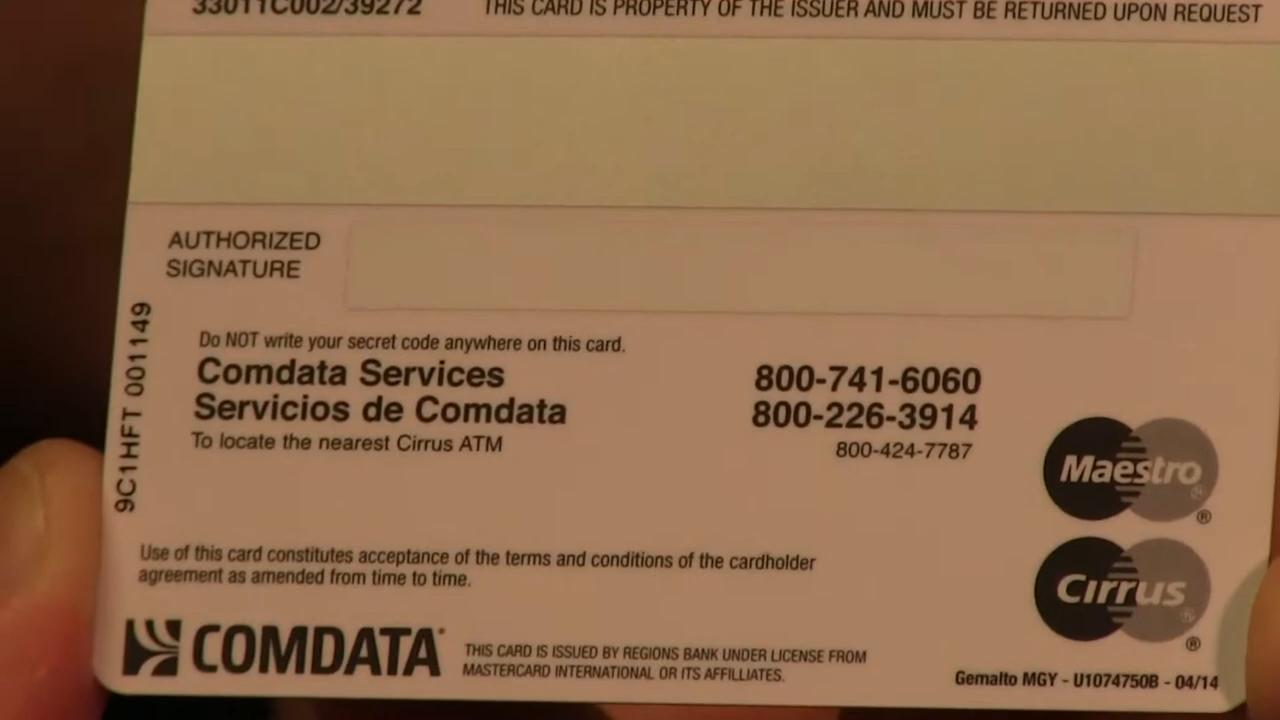 33011C002/39272 THIS CARD IS PROPERTY OF THE ISSUER AND MUST BE RETURNED UPON REQUEST
AUTHORIZED
SIGNATURE
9C1HFT 001149
Do NOT write your secret code anywhere on this card.
Comdata Services 800-741-6060
Servicios de Comdata 800-226-3914
To locate the nearest Cirrus ATM 800-424-7787
Maestro ®
Cirrus ®
Use of this card constitutes acceptance of the terms and conditions of the cardholder
agreement as amended from time to time.
COMDATA
THIS CARD IS ISSUED BY REGIONS BANK UNDER LICENSE FROM
MASTERCARD INTERNATIONAL OR ITS AFFILIATES.
Gemalto MGY - U1074750B - 04/14